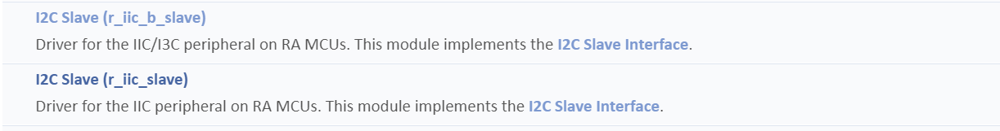 I2C Slave (r_iic_b_slave)
Driver for the IIC/I3C peripheral on RA MCUs. This module implements the I2C Slave Interface.
I2C Slave (r_iic_slave)
Driver for the IIC peripheral on RA MCUs. This module implements the I2C Slave Interface.